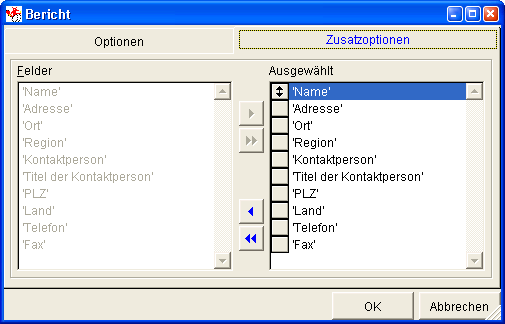 Bericht
Optionen
Zusatzoptionen
Felder
'Name'
'Adresse'
'Ort'
'Region'
'Kontaktperson'
'Titel der Kontaktperson'
'PLZ'
'Land'
'Telefon'
'Fax'
Ausgewählt
'Name'
'Adresse'
'Ort'
'Region'
'Kontaktperson'
'Titel der Kontaktperson'
'PLZ'
'Land'
'Telefon'
'Fax'
OK
Abbrechen